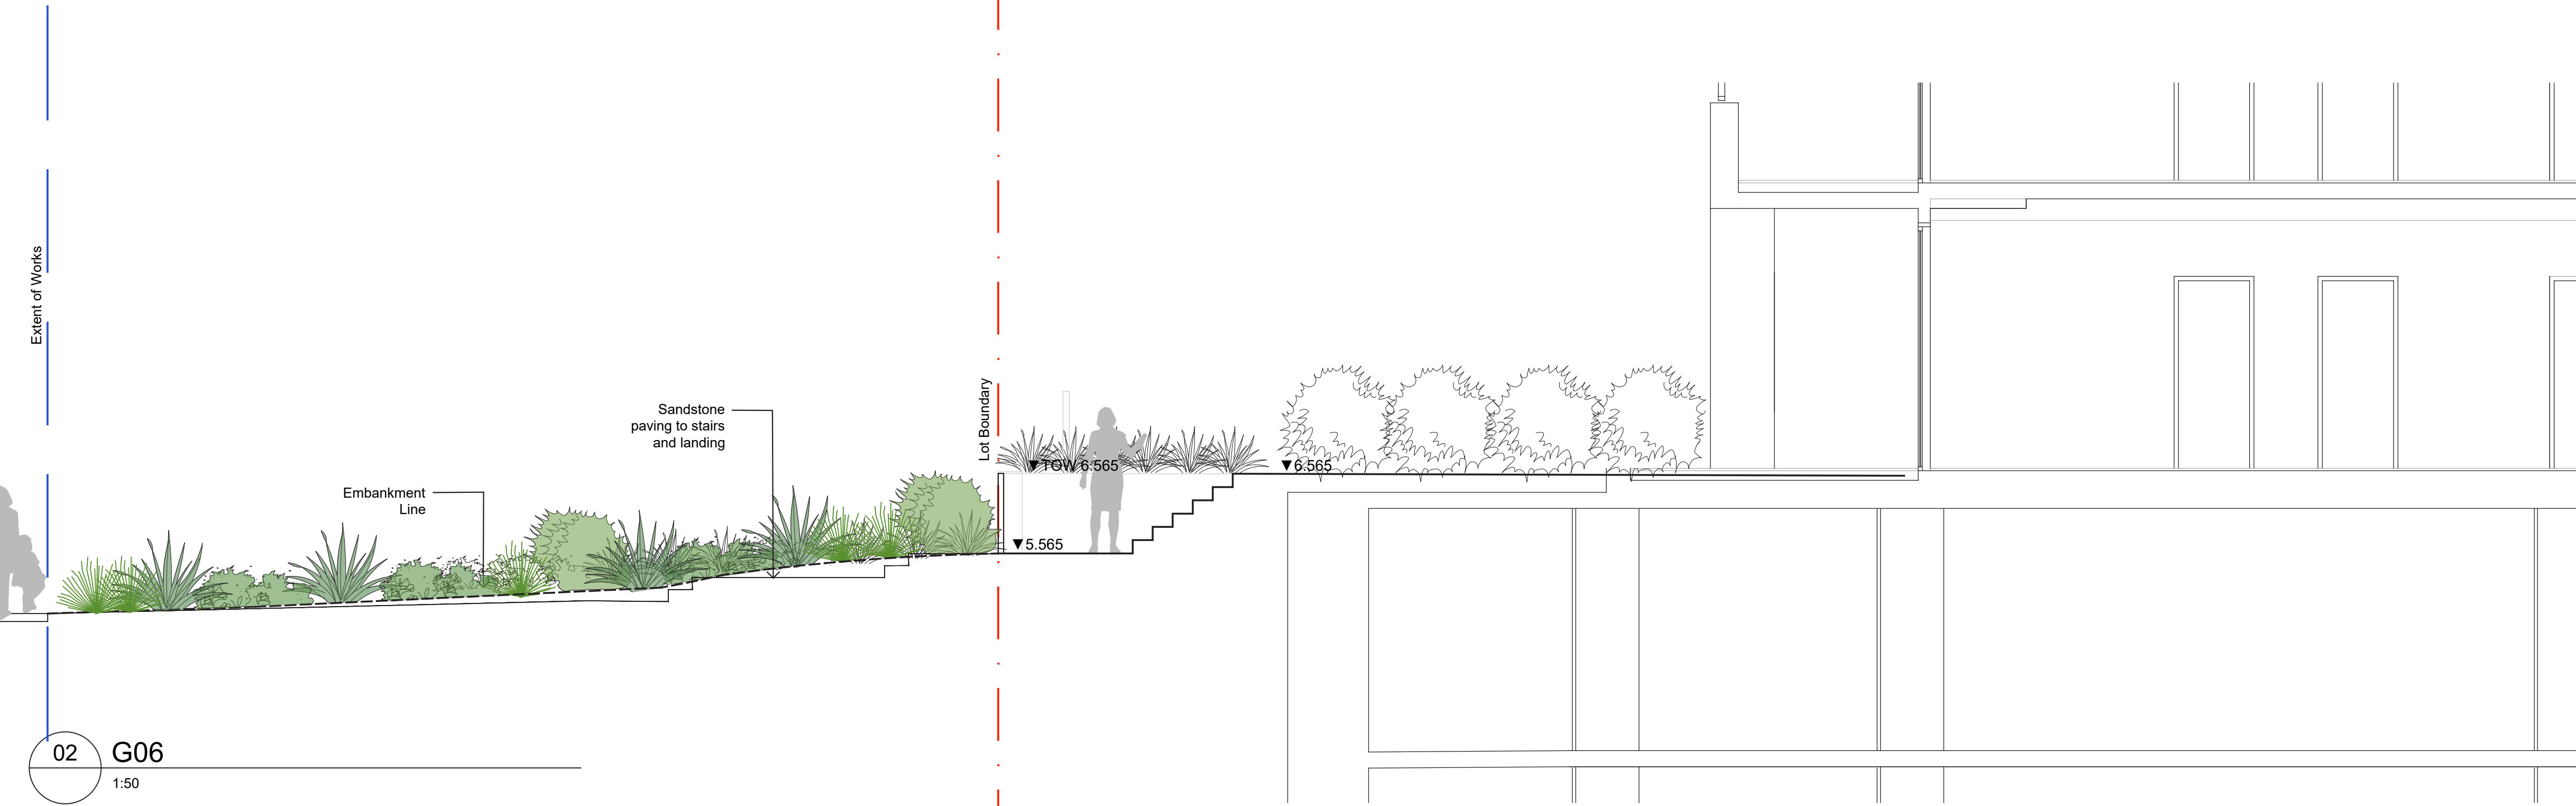 Extent of Works
Embankment
Line
Sandstone
paving to stairs
and landing
Lot Boundary
TOW 6.565
6.565
5.565
02
G06
1:50